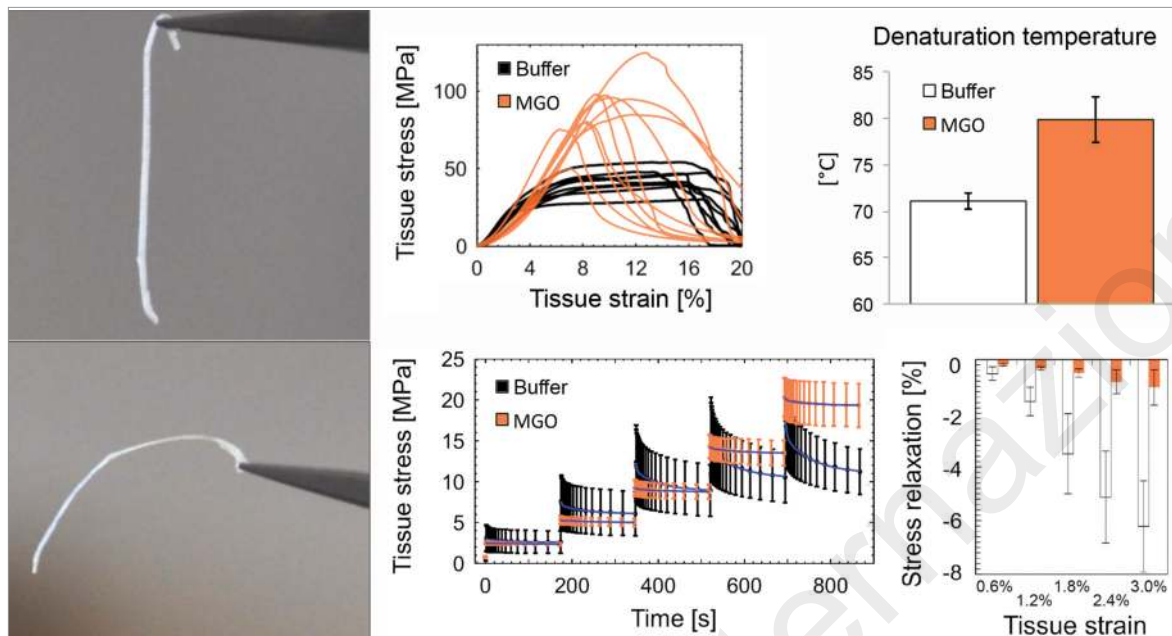 Tissue stress [MPa]
100
50
0
Buffer
MGO
0 4 8 12 16 20
Tissue strain [%]
Denaturation temperature
[°C]
85
80
75
70
65
60
Buffer
MGO
Tissue stress [MPa]
25
20
15
10
5
0
Buffer
MGO
0 200 400 600 800
Time [s]
Stress relaxation [%]
0
-2
-4
-6
-8
0.6% 1.8% 3.0%
1.2% 2.4%
Tissue strain
ernazion